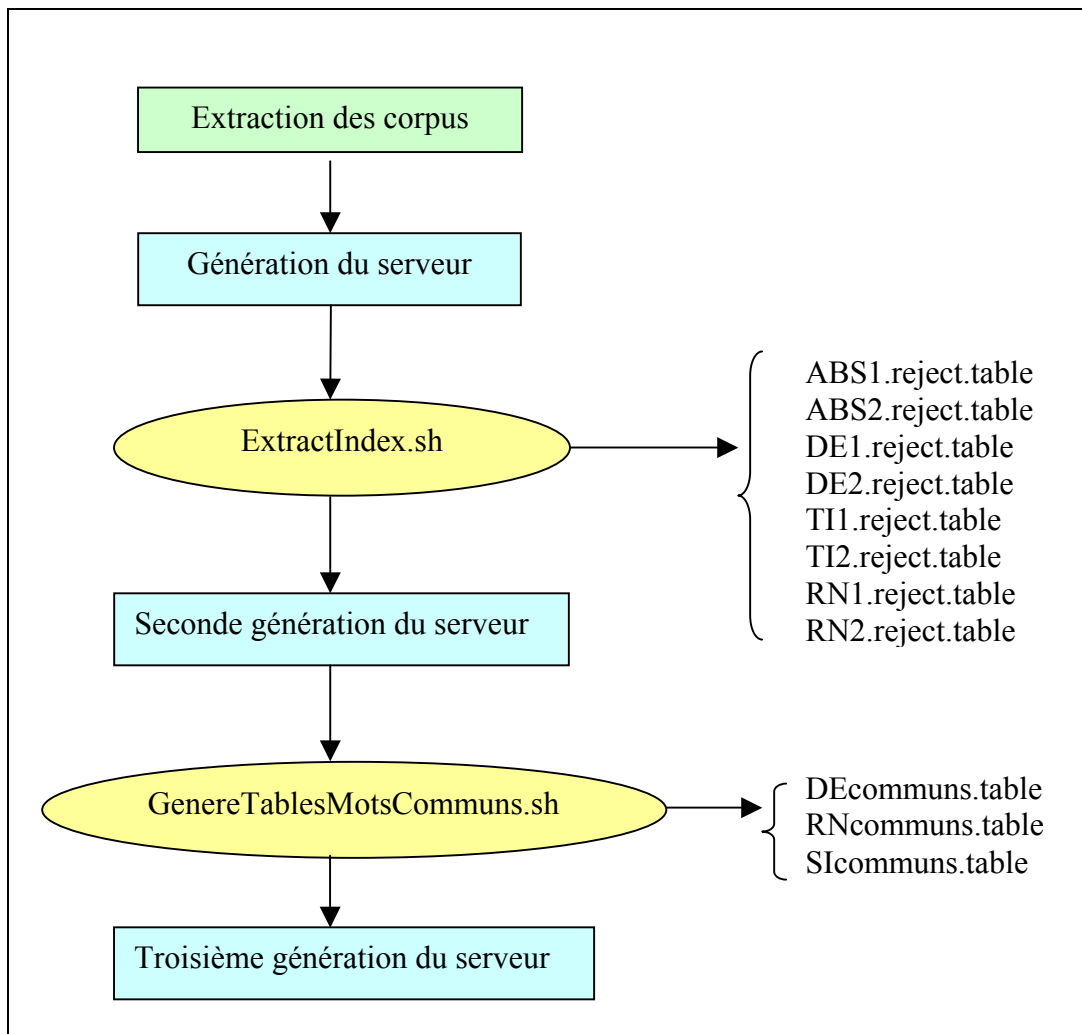 Extraction des corpus
Génération du serveur
ExtractIndex.sh
ABS1.reject.table
ABS2.reject.table
DE1.reject.table
DE2.reject.table
TI1.reject.table
TI2.reject.table
RN1.reject.table
RN2.reject.table
Seconde génération du serveur
GenereTablesMotsCommuns.sh
DEcommuns.table
RNcommuns.table
SIcommuns.table
Troisième génération du serveur